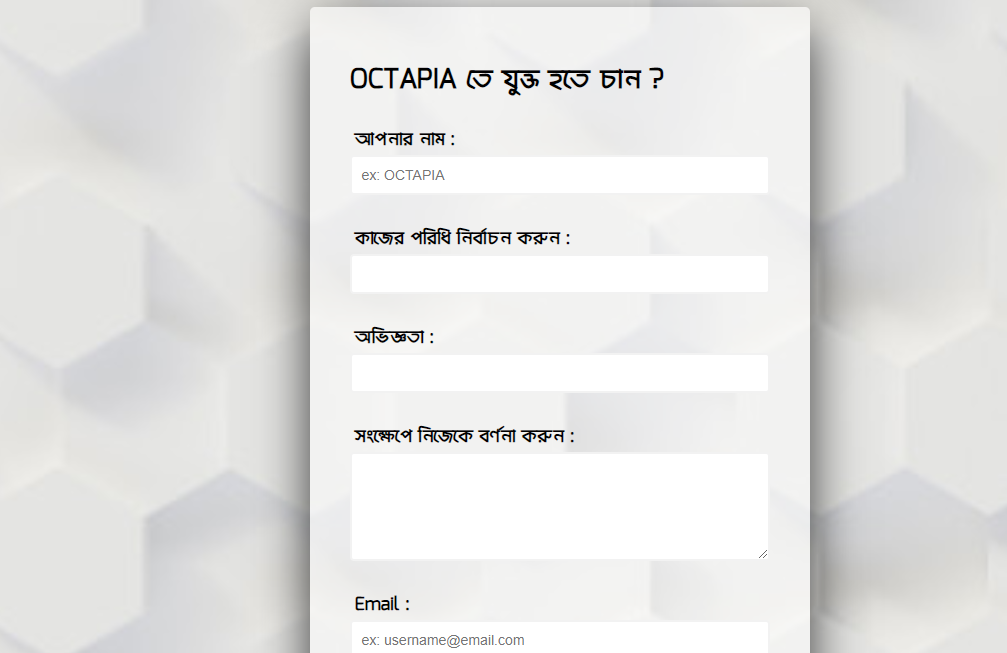 OCTAPIA তে যুক্ত হতে চান ?
আপনার নাম :
ex: OCTAPIA
কাজের পরিধি নির্বাচন করুন :
অভিজ্ঞতা :
সংক্ষেপে নিজেকে বর্ণনা করুন :
Email :
ex: username@email.com